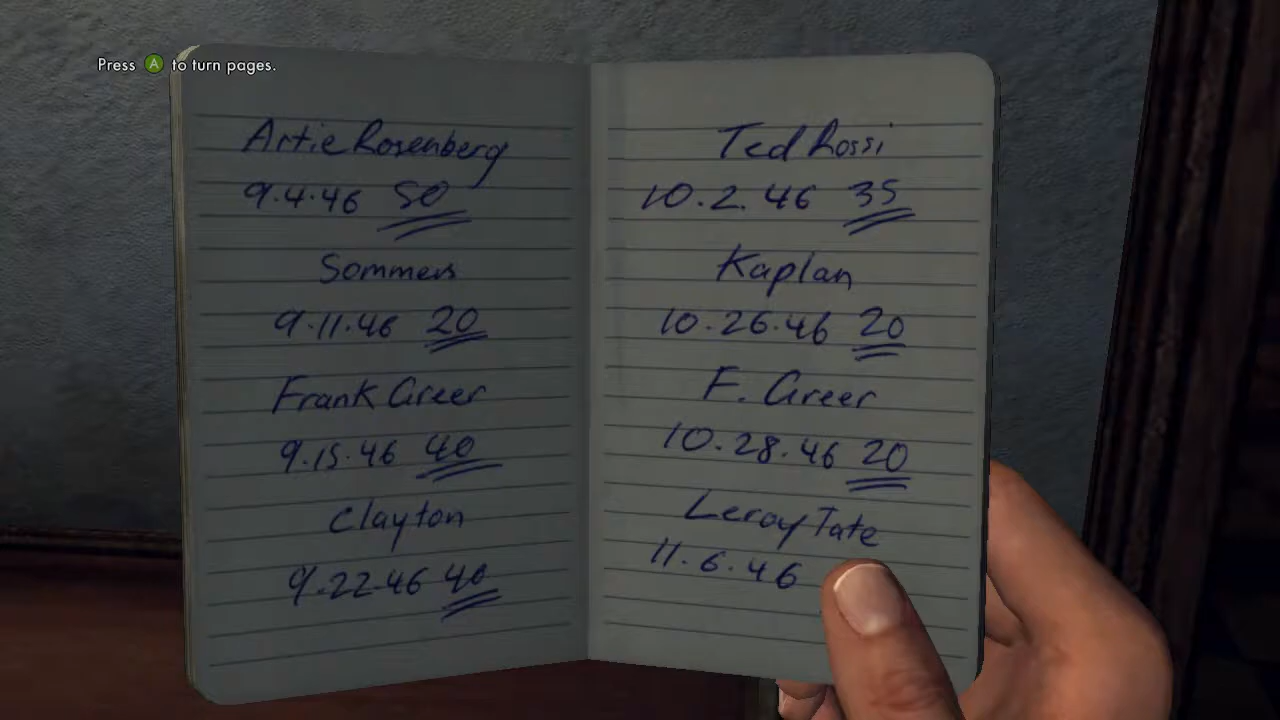 Press A to turn pages.
Artie Rosenberg
9.4.46 50
Sommers
9.11.46 20
Frank Greer
9.15.46 40
Clayton
9.22.46 40
Ted Rossi
10.2.46 35
Kaplan
10.26.46 20
F. Greer
10.28.46 20
Leroy Tate
11.6.46